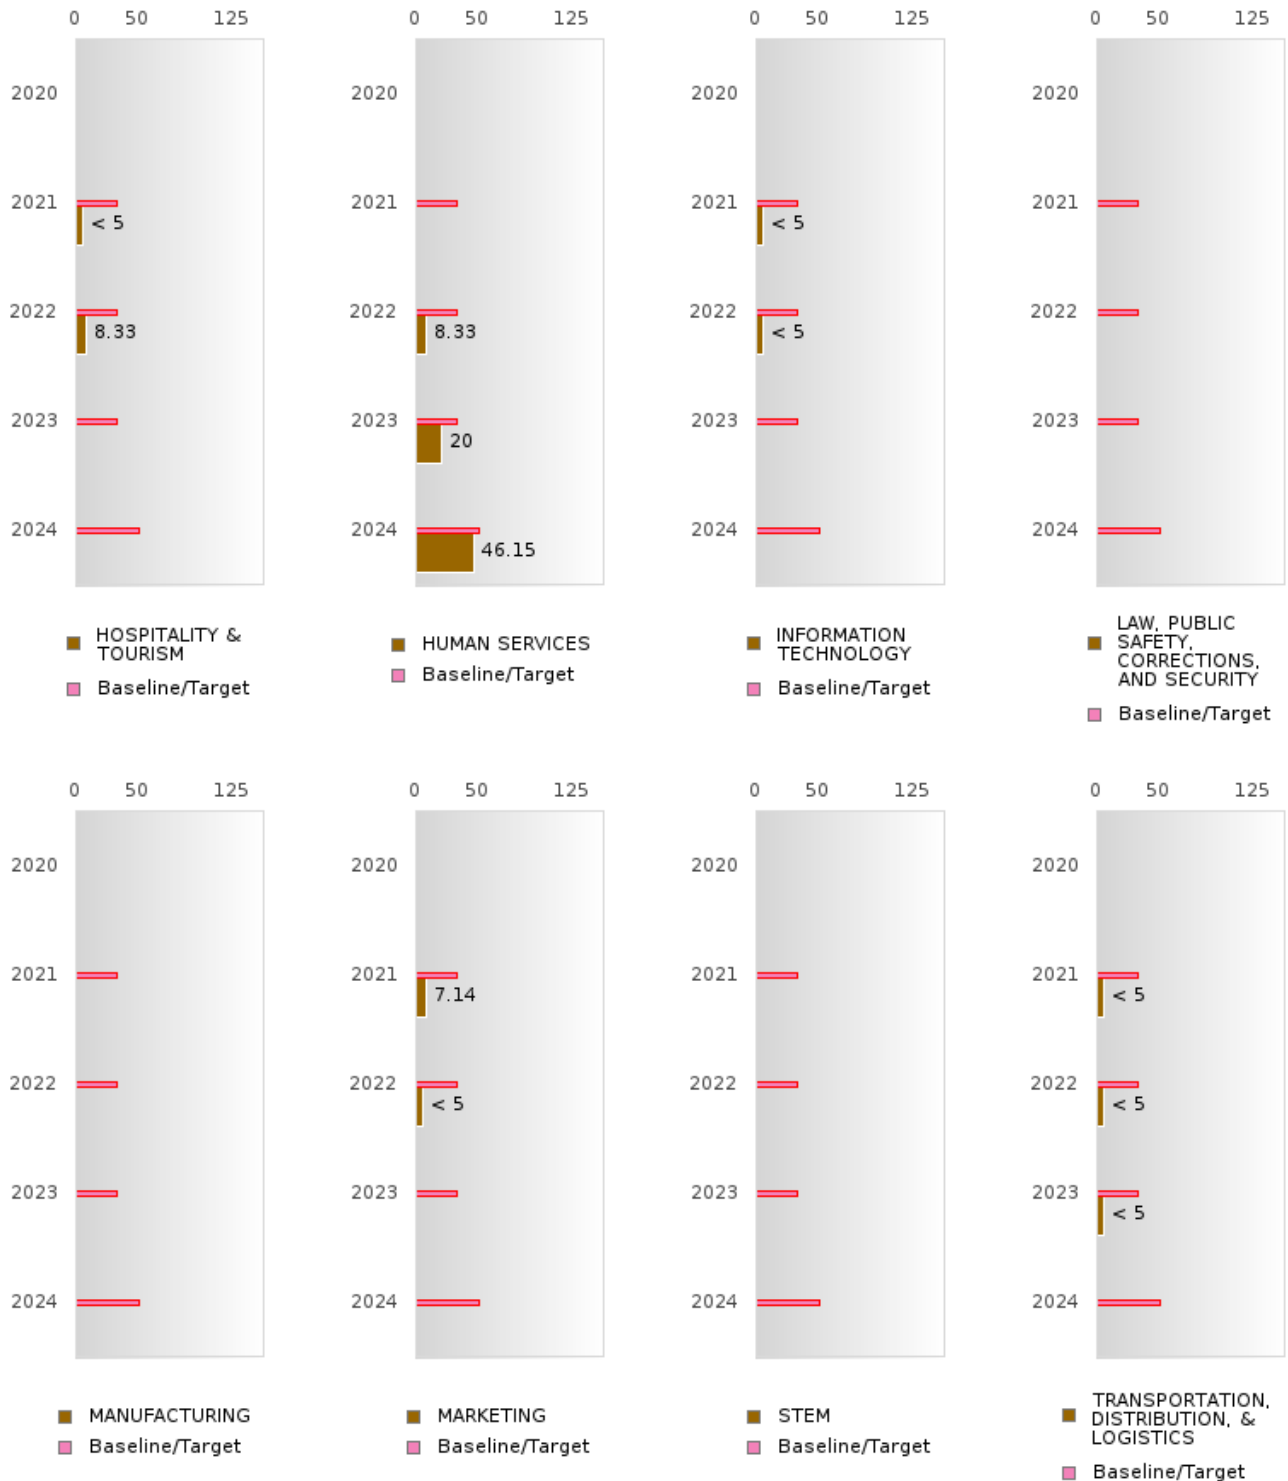 0 50 125
2020
2021
< 5
2022
8.33
2023
2024
HOSPITALITY &
TOURISM
Baseline/Target
0 50 125
2020
2021
2022
8.33
2023
20
2024
46.15
HUMAN SERVICES
Baseline/Target
0 50 125
2020
2021
< 5
2022
< 5
2023
2024
INFORMATION
TECHNOLOGY
Baseline/Target
0 50 125
2020
2021
2022
2023
2024
LAW, PUBLIC
SAFETY,
CORRECTIONS,
AND SECURITY
Baseline/Target
0 50 125
2020
2021
2022
2023
2024
MANUFACTURING
Baseline/Target
0 50 125
2020
2021
7.14
2022
< 5
2023
2024
MARKETING
Baseline/Target
0 50 125
2020
2021
2022
2023
2024
STEM
Baseline/Target
0 50 125
2020
2021
< 5
2022
< 5
2023
< 5
2024
TRANSPORTATION,
DISTRIBUTION, &
LOGISTICS
Baseline/Target